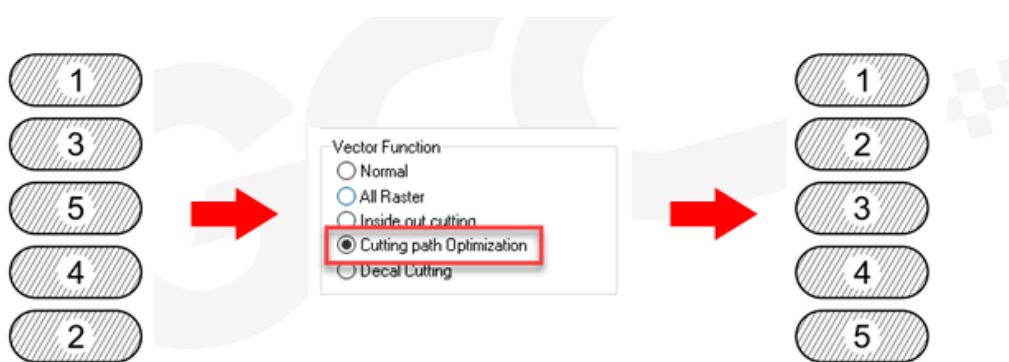 1
3
5
4
2
Vector Function
Normal
All Raster
Inside out cutting
Cutting path Optimization
Decal Cutting
1
2
3
4
5
GCC